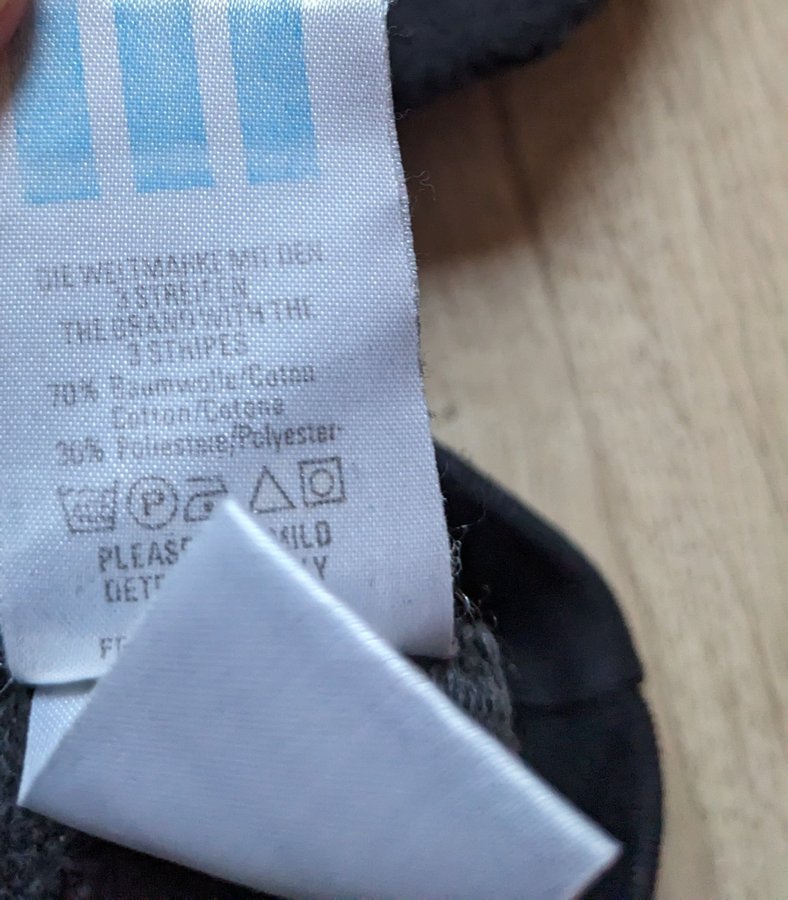 DIE WELTMARKE MIT DEN
3 STREIFEN
THE BRAND WITH THE
3 STRIPES
70% Baumwolle/Coton
Cotton/Cotone
30% Poliestere/Polyester
P
MILD